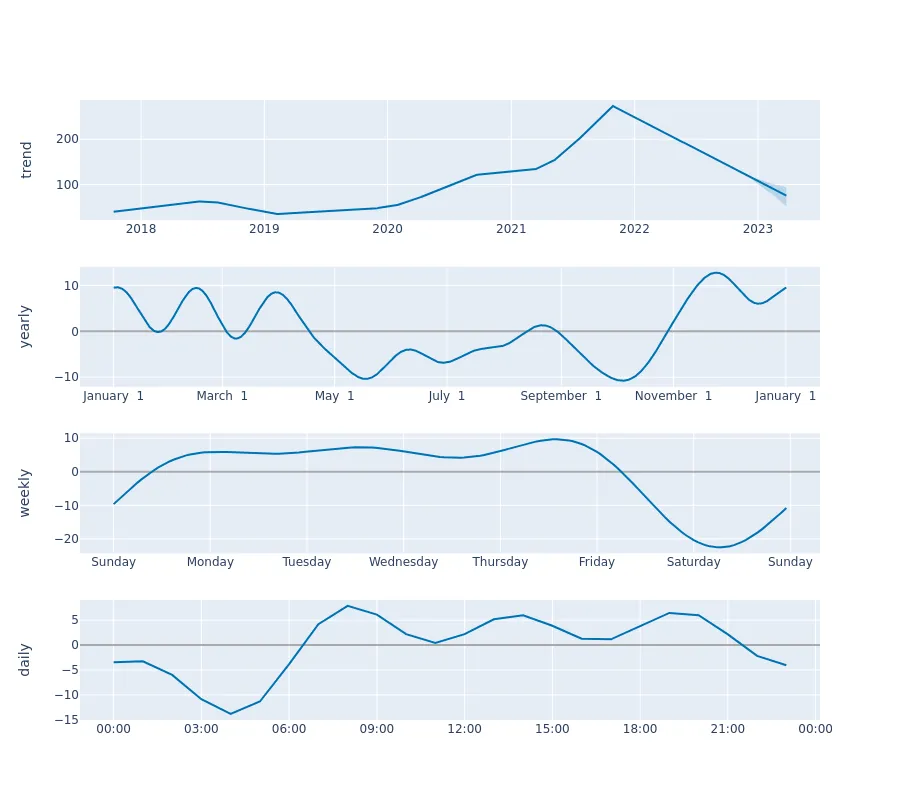 trend
200
100
2018 2019 2020 2021 2022 2023
yearly
10
0
−10
January 1 March 1 May 1 July 1 September 1 November 1 January 1
weekly
10
0
−10
−20
Sunday Monday Tuesday Wednesday Thursday Friday Saturday Sunday
daily
5
0
−5
−10
−15
00:00 03:00 06:00 09:00 12:00 15:00 18:00 21:00 00:00